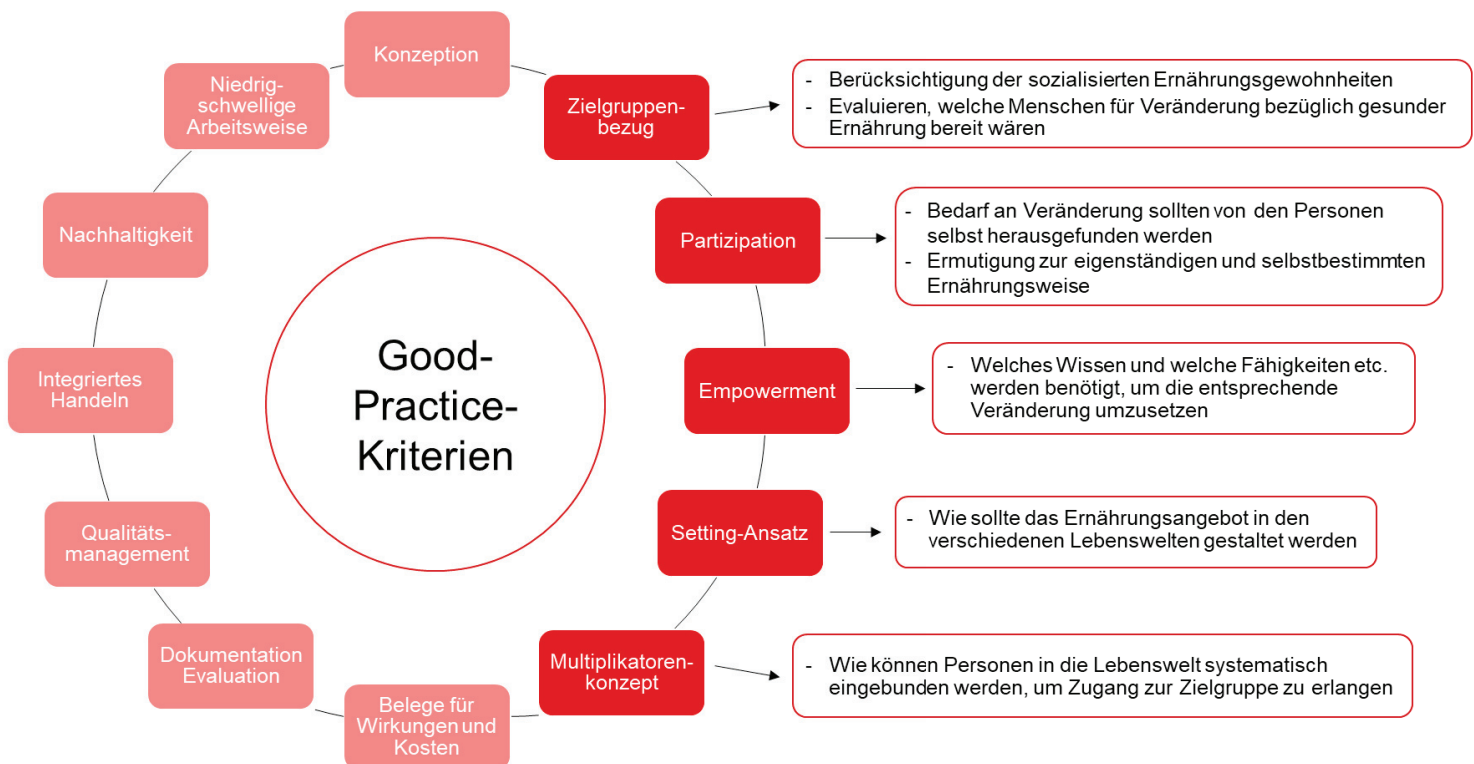 Konzeption
Niedrig-
schwellige
Arbeitsweise
Zielgruppen-
bezug
- Berücksichtigung der sozialisierten Ernährungsgewohnheiten
- Evaluieren, welche Menschen für Veränderung bezüglich gesunder
Ernährung bereit wären
Nachhaltigkeit
Partizipation
- Bedarf an Veränderung sollten von den Personen
selbst herausgefunden werden
- Ermutigung zur eigenständigen und selbstbestimmten
Ernährungsweise
Good-
Practice-
Kriterien
Integriertes
Handeln
Empowerment
- Welches Wissen und welche Fähigkeiten etc.
werden benötigt, um die entsprechende
Veränderung umzusetzen
Qualitäts-
management
Setting-Ansatz
- Wie sollte das Ernährungsangebot in den
verschiedenen Lebenswelten gestaltet werden
Dokumentation
Evaluation
Multiplikatoren-
konzept
- Wie können Personen in die Lebenswelt systematisch
eingebunden werden, um Zugang zur Zielgruppe zu erlangen
Belege für
Wirkungen und
Kosten